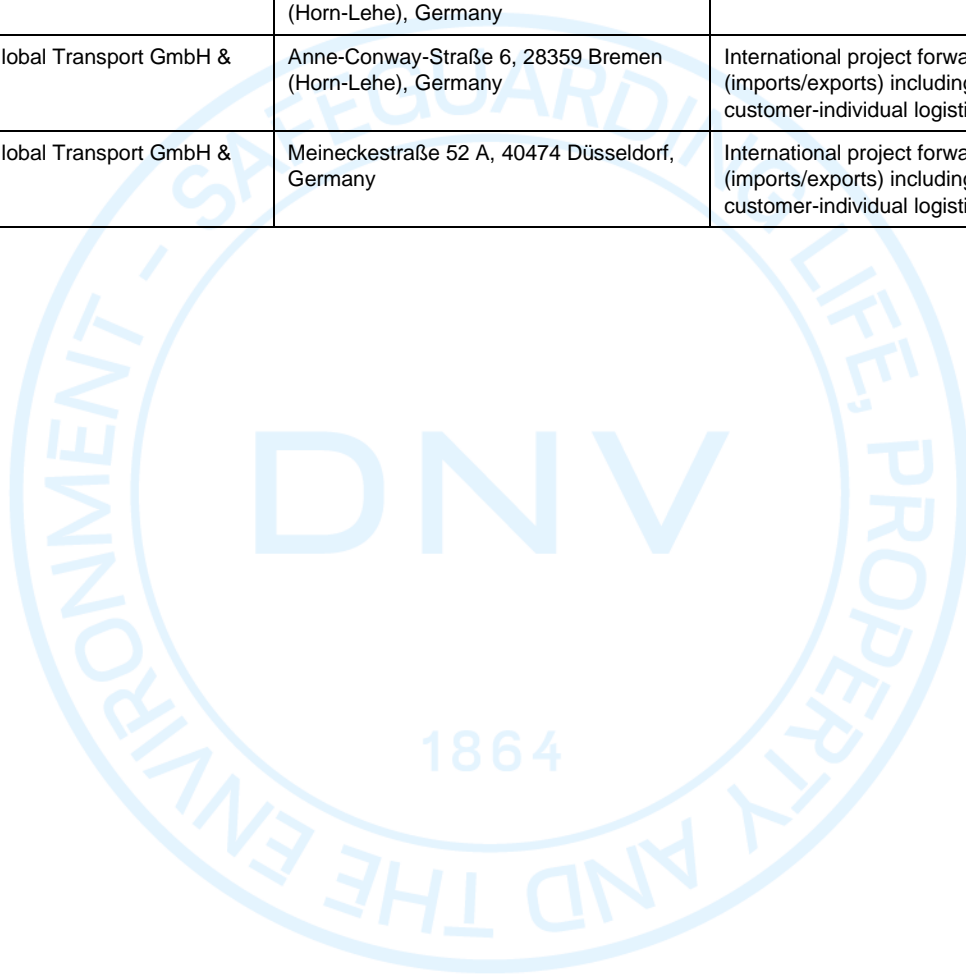 (Horn-Lehe), Germany
lobal Transport GmbH &
Anne-Conway-Straße 6, 28359 Bremen
(Horn-Lehe), Germany
International project forwa
(imports/exports) including
customer-individual logisti
lobal Transport GmbH &
Meineckestraße 52 A, 40474 Düsseldorf,
Germany
International project forwa
(imports/exports) including
customer-individual logisti
SAFEGUARDING LIFE, PROPERTY AND THE ENVIRONMENT -
DNV
1864